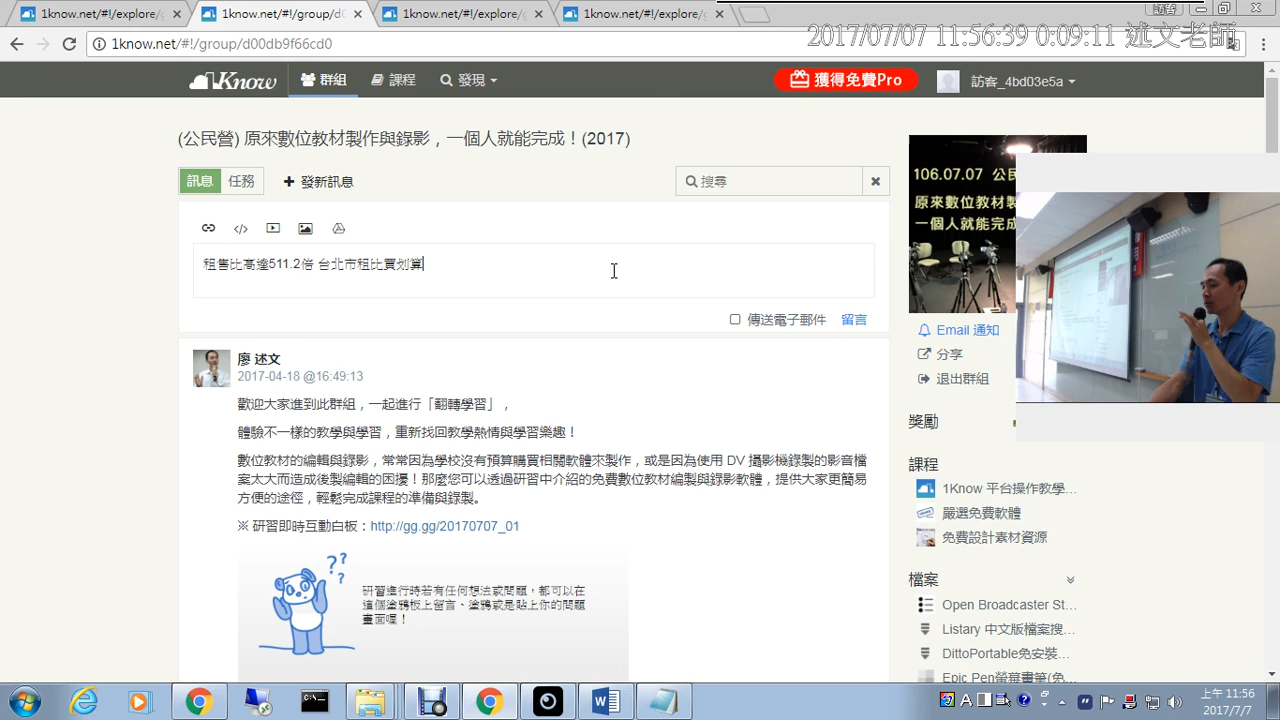 1know.net/#!/explore/g
1know.net/#!/group/d0
1know.net/#!/explore/g
1know.net/#!/explore/g
訪客
1know.net/#!/group/d00db9f66cd0
2017/07/07 11:56:39 0:09:11 述文老師
1Know
群組
課程
發現
獲得免費Pro
訪客_4bd03e5a
(公民營) 原來數位教材製作與錄影，一個人就能完成！(2017)
訊息
任務
+ 發新訊息
搜尋
租售比高達511.2倍 台北市租比買划算
傳送電子郵件
留言
廖 述文
2017-04-18 @16:49:13
歡迎大家進到此群組，一起進行「翻轉學習」，
體驗不一樣的教學與學習，重新找回教學熱情與學習樂趣！
數位教材的編輯與錄影，常常因為學校沒有預算購買相關軟體來製作，或是因為使用 DV 攝影機錄製的影音檔
案太大而造成後製編輯的困擾！那麼您可以透過研習中介紹的免費數位教材編製與錄影軟體，提供大家更簡易
方便的途徑，輕鬆完成課程的準備與錄製。
※ 研習即時互動白板：http://gg.gg/20170707_01
??
?
研習進行時若有任何想法或問題，都可以在
這個塗鴉板上留言、塗鴉或是貼上你的問題
畫面喔！
106.07.07 公民
原來數位教材製
一個人就能完成
Email 通知
分享
退出群組
獎勵
課程
1Know 平台操作教學...
嚴選免費軟體
免費設計素材資源
檔案
Open Broadcaster St...
Listary 中文版檔案搜...
DittoPortable免安裝...
Epic Pen螢幕畫筆(免...
上午 11:56
2017/7/7